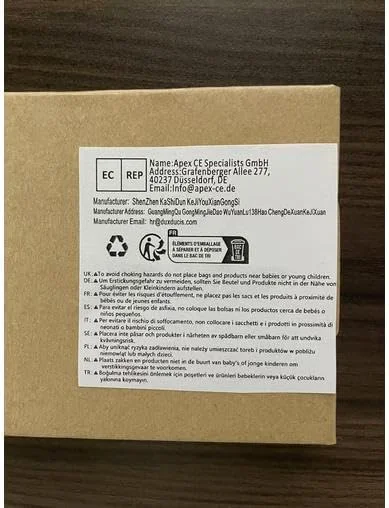 EC REP
Name:Apex CE Specialists GmbH
Address:Grafenberger Allee 277,
40237 Düsseldorf, DE
Email:Info@apex-ce.de
Manufacturer: ShenZhen KaShiDun KeJiYouXianGongSi
Manufacturer Address: GuangMingQu GongMingJieDao WuYuanLu138Hao ChengDeXuanKeJiXuan
Manufacturer Email: hr@duxducis.com
FR
ÉLÉMENTS D'EMBALLAGE
À SÉPARER ET À DÉPOSER
DANS LE BAC DE TRI
UK:⚠To avoid choking hazards do not place bags and products near babies or young children.
DE:⚠Um Erstickungsgefahr zu vermeiden, sollten Sie Beutel und Produkte nicht in der Nähe von
Säuglingen oder Kleinkindern aufstellen.
FR:⚠Pour éviter les risques d'étouffement, ne placez pas les sacs et les produits à proximité de
bébés ou de jeunes enfants.
ES:⚠Para evitar el riesgo de asfixia, no coloque las bolsas ni los productos cerca de bebés o
niños pequeños.
IT:⚠Per evitare il rischio di soffocamento, non collocare i sacchetti e i prodotti in prossimità di
neonati o bambini piccoli.
SE:⚠Placera inte påsar och produkter i närheten av spädbarn eller småbarn för att undvika
kvävningsrisk.
PL:⚠Aby uniknąć ryzyka zadławienia, nie należy umieszczać toreb i produktów w pobliżu
niemowląt lub małych dzieci.
NL:⚠Plaats zakken en producten niet in de buurt van baby's of jonge kinderen om
verstikkingsgevaar te voorkomen.
TR:⚠Boğulma tehlikesini önlemek için poşetleri ve ürünleri bebeklerin veya küçük çocukların
yakınına koymayın.